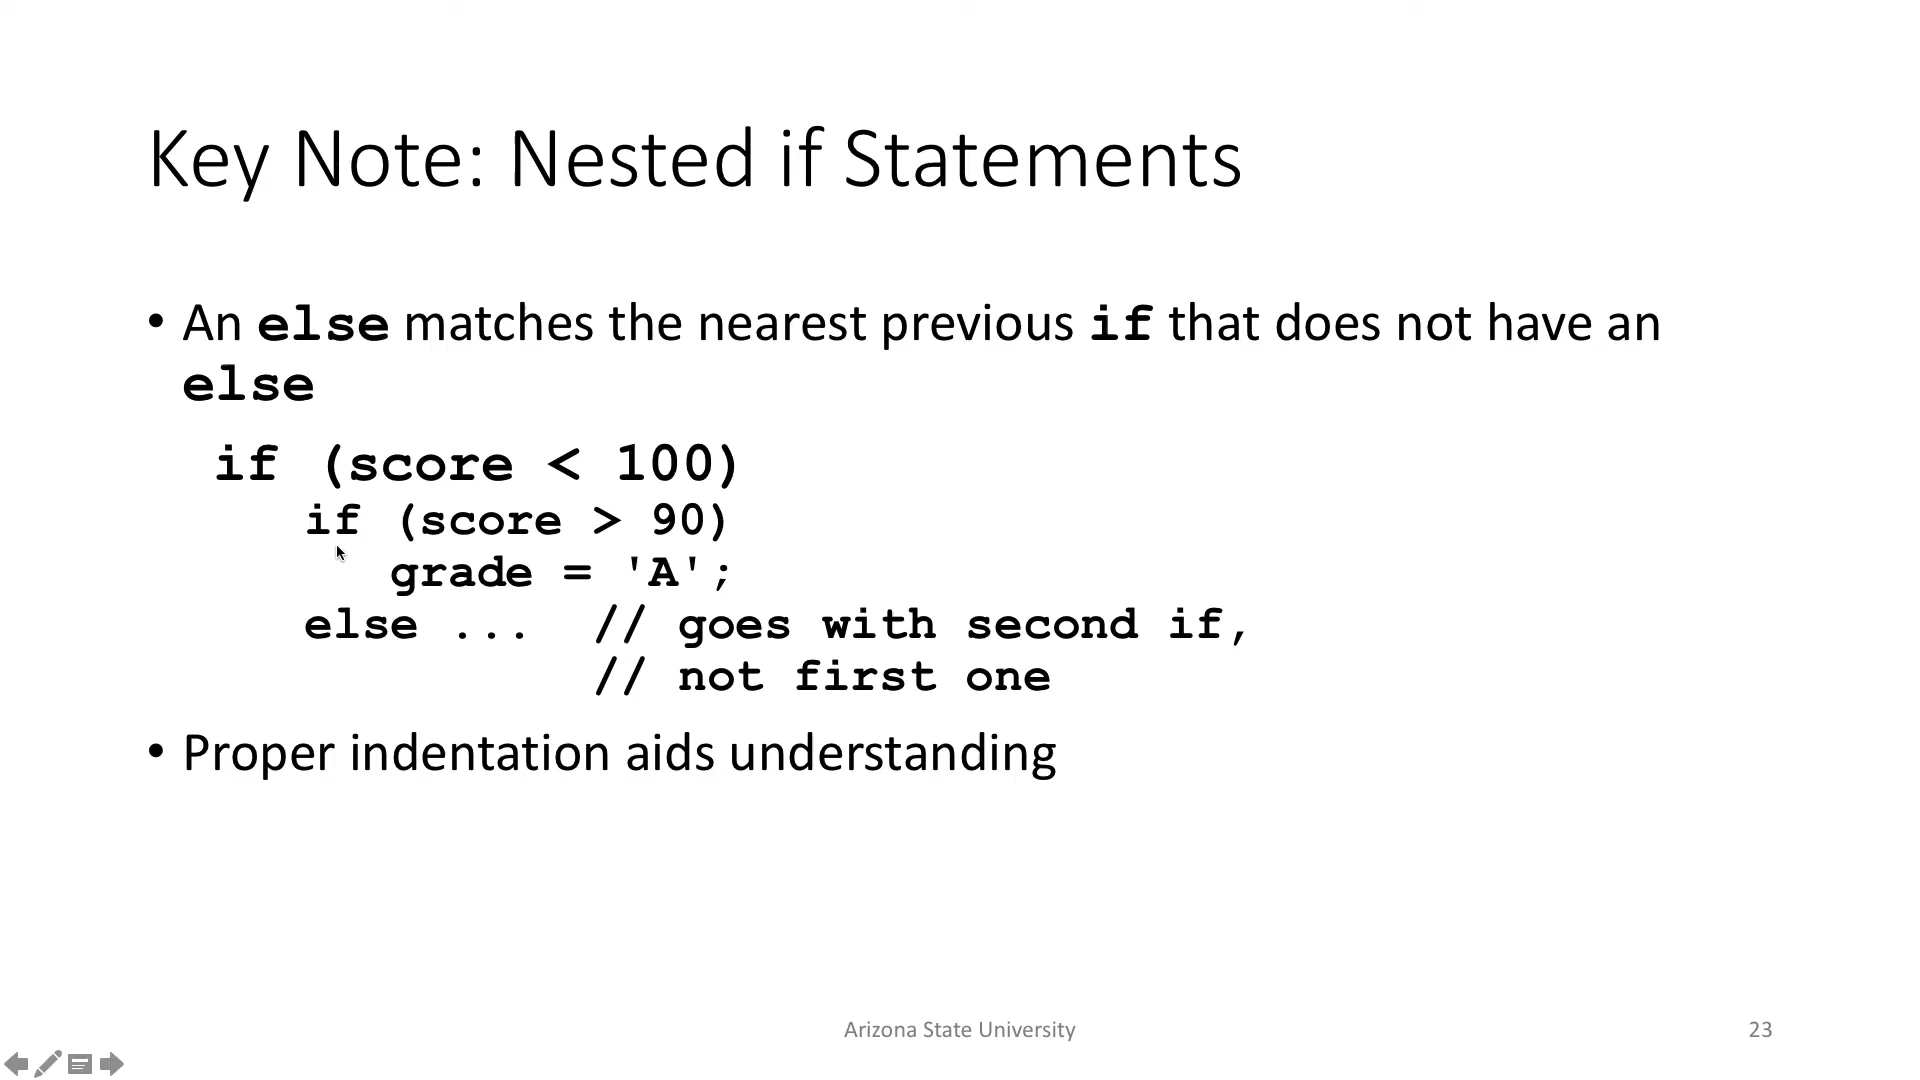 Key Note: Nested if Statements
• An else matches the nearest previous if that does not have an
else
if (score < 100)
if (score > 90)
grade = 'A';
else ... // goes with second if,
// not first one
• Proper indentation aids understanding
Arizona State University
23